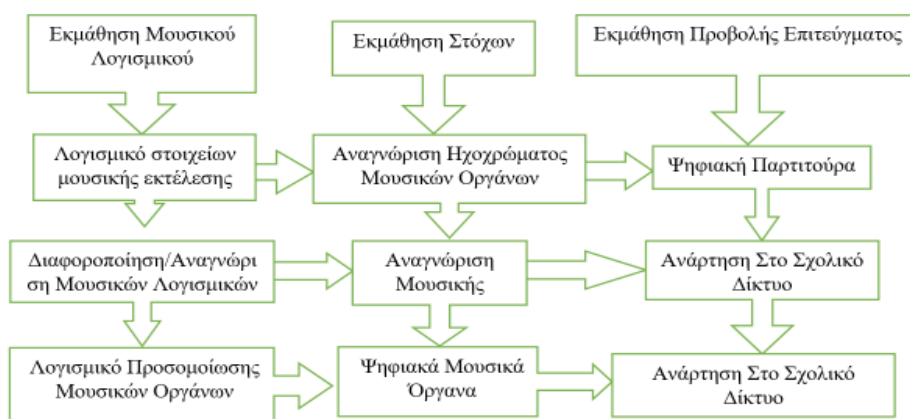 Εκμάθηση Μουσικού
Λογισμικού
Εκμάθηση Στόχων
Εκμάθηση Προβολής Επιτεύγματος
Λογισμικό στοιχείων
μουσικής εκτέλεσης
Αναγνώριση Ηχοχρώματος
Μουσικών Οργάνων
Ψηφιακή Παρτιτούρα
Διαφοροποίηση/Αναγνώρι
ση Μουσικών Λογισμικών
Αναγνώριση
Μουσικής
Ανάρτηση Στο Σχολικό
Δίκτυο
Λογισμικό Προσομοίωσης
Μουσικών Οργάνων
Ψηφιακά Μουσικά
Όργανα
Ανάρτηση Στο Σχολικό
Δίκτυο